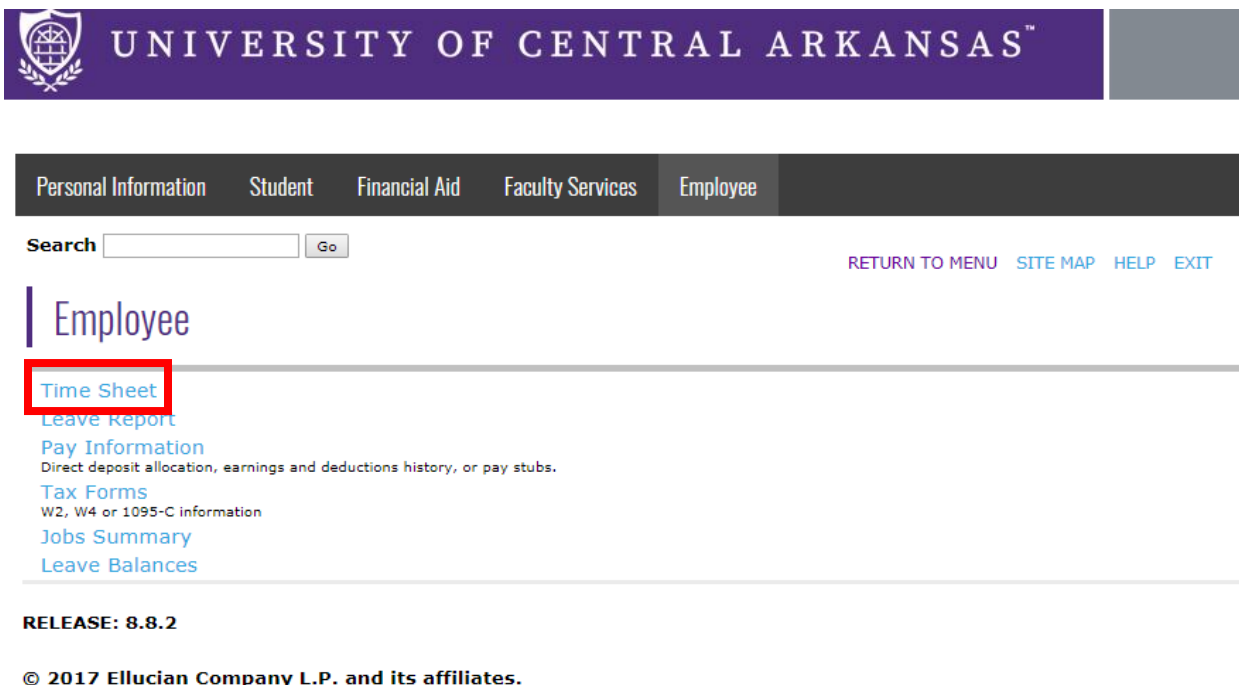 UNIVERSITY OF CENTRAL ARKANSAS™
Personal Information Student Financial Aid Faculty Services Employee
Search Go
RETURN TO MENU SITE MAP HELP EXIT
Employee
Time Sheet
Leave Report
Pay Information
Direct deposit allocation, earnings and deductions history, or pay stubs.
Tax Forms
W2, W4 or 1095-C information
Jobs Summary
Leave Balances
RELEASE: 8.8.2
© 2017 Ellucian Company L.P. and its affiliates.